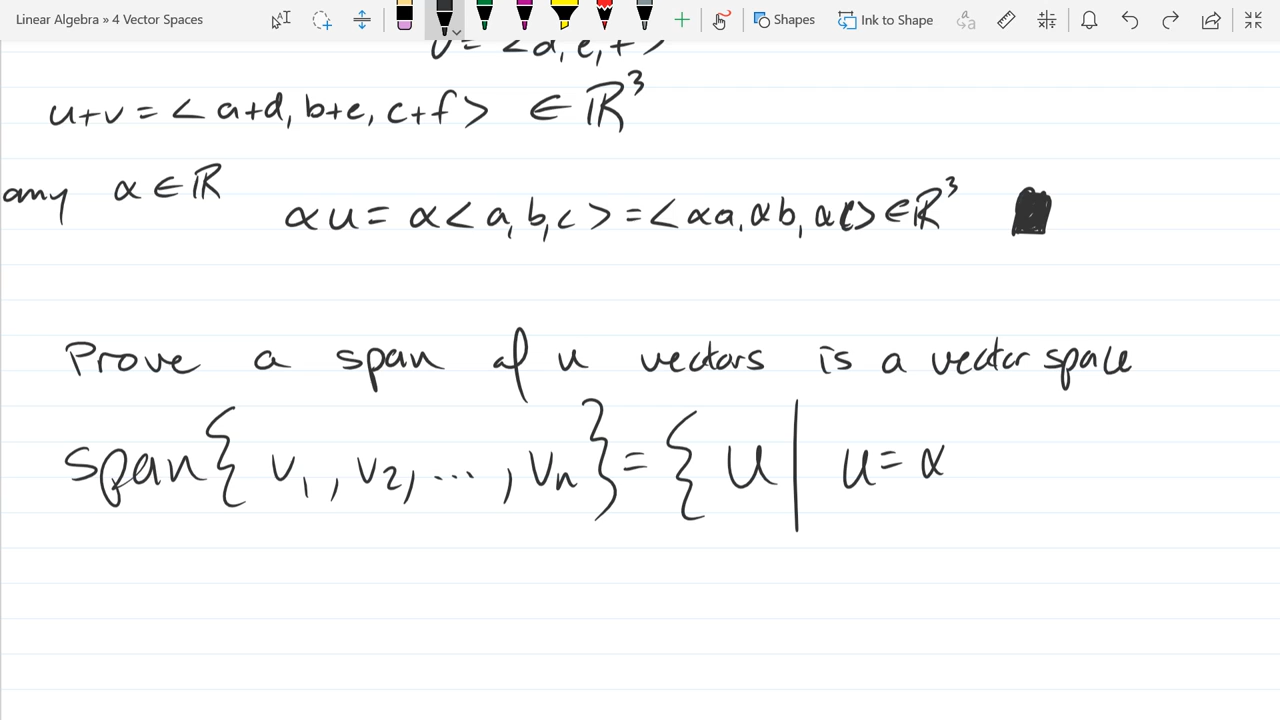 Linear Algebra » 4 Vector Spaces
Shapes
Ink to Shape
v = <d, e, f>
u+v = < a+d, b+e, c+f > ∈ ℝ³
any α ∈ ℝ
αu = α< a, b, c > = < αa, αb, αc> ∈ ℝ³ ■
Prove a span of n vectors is a vector space
span{ v₁, v₂, ..., vₙ } = { u | u = α